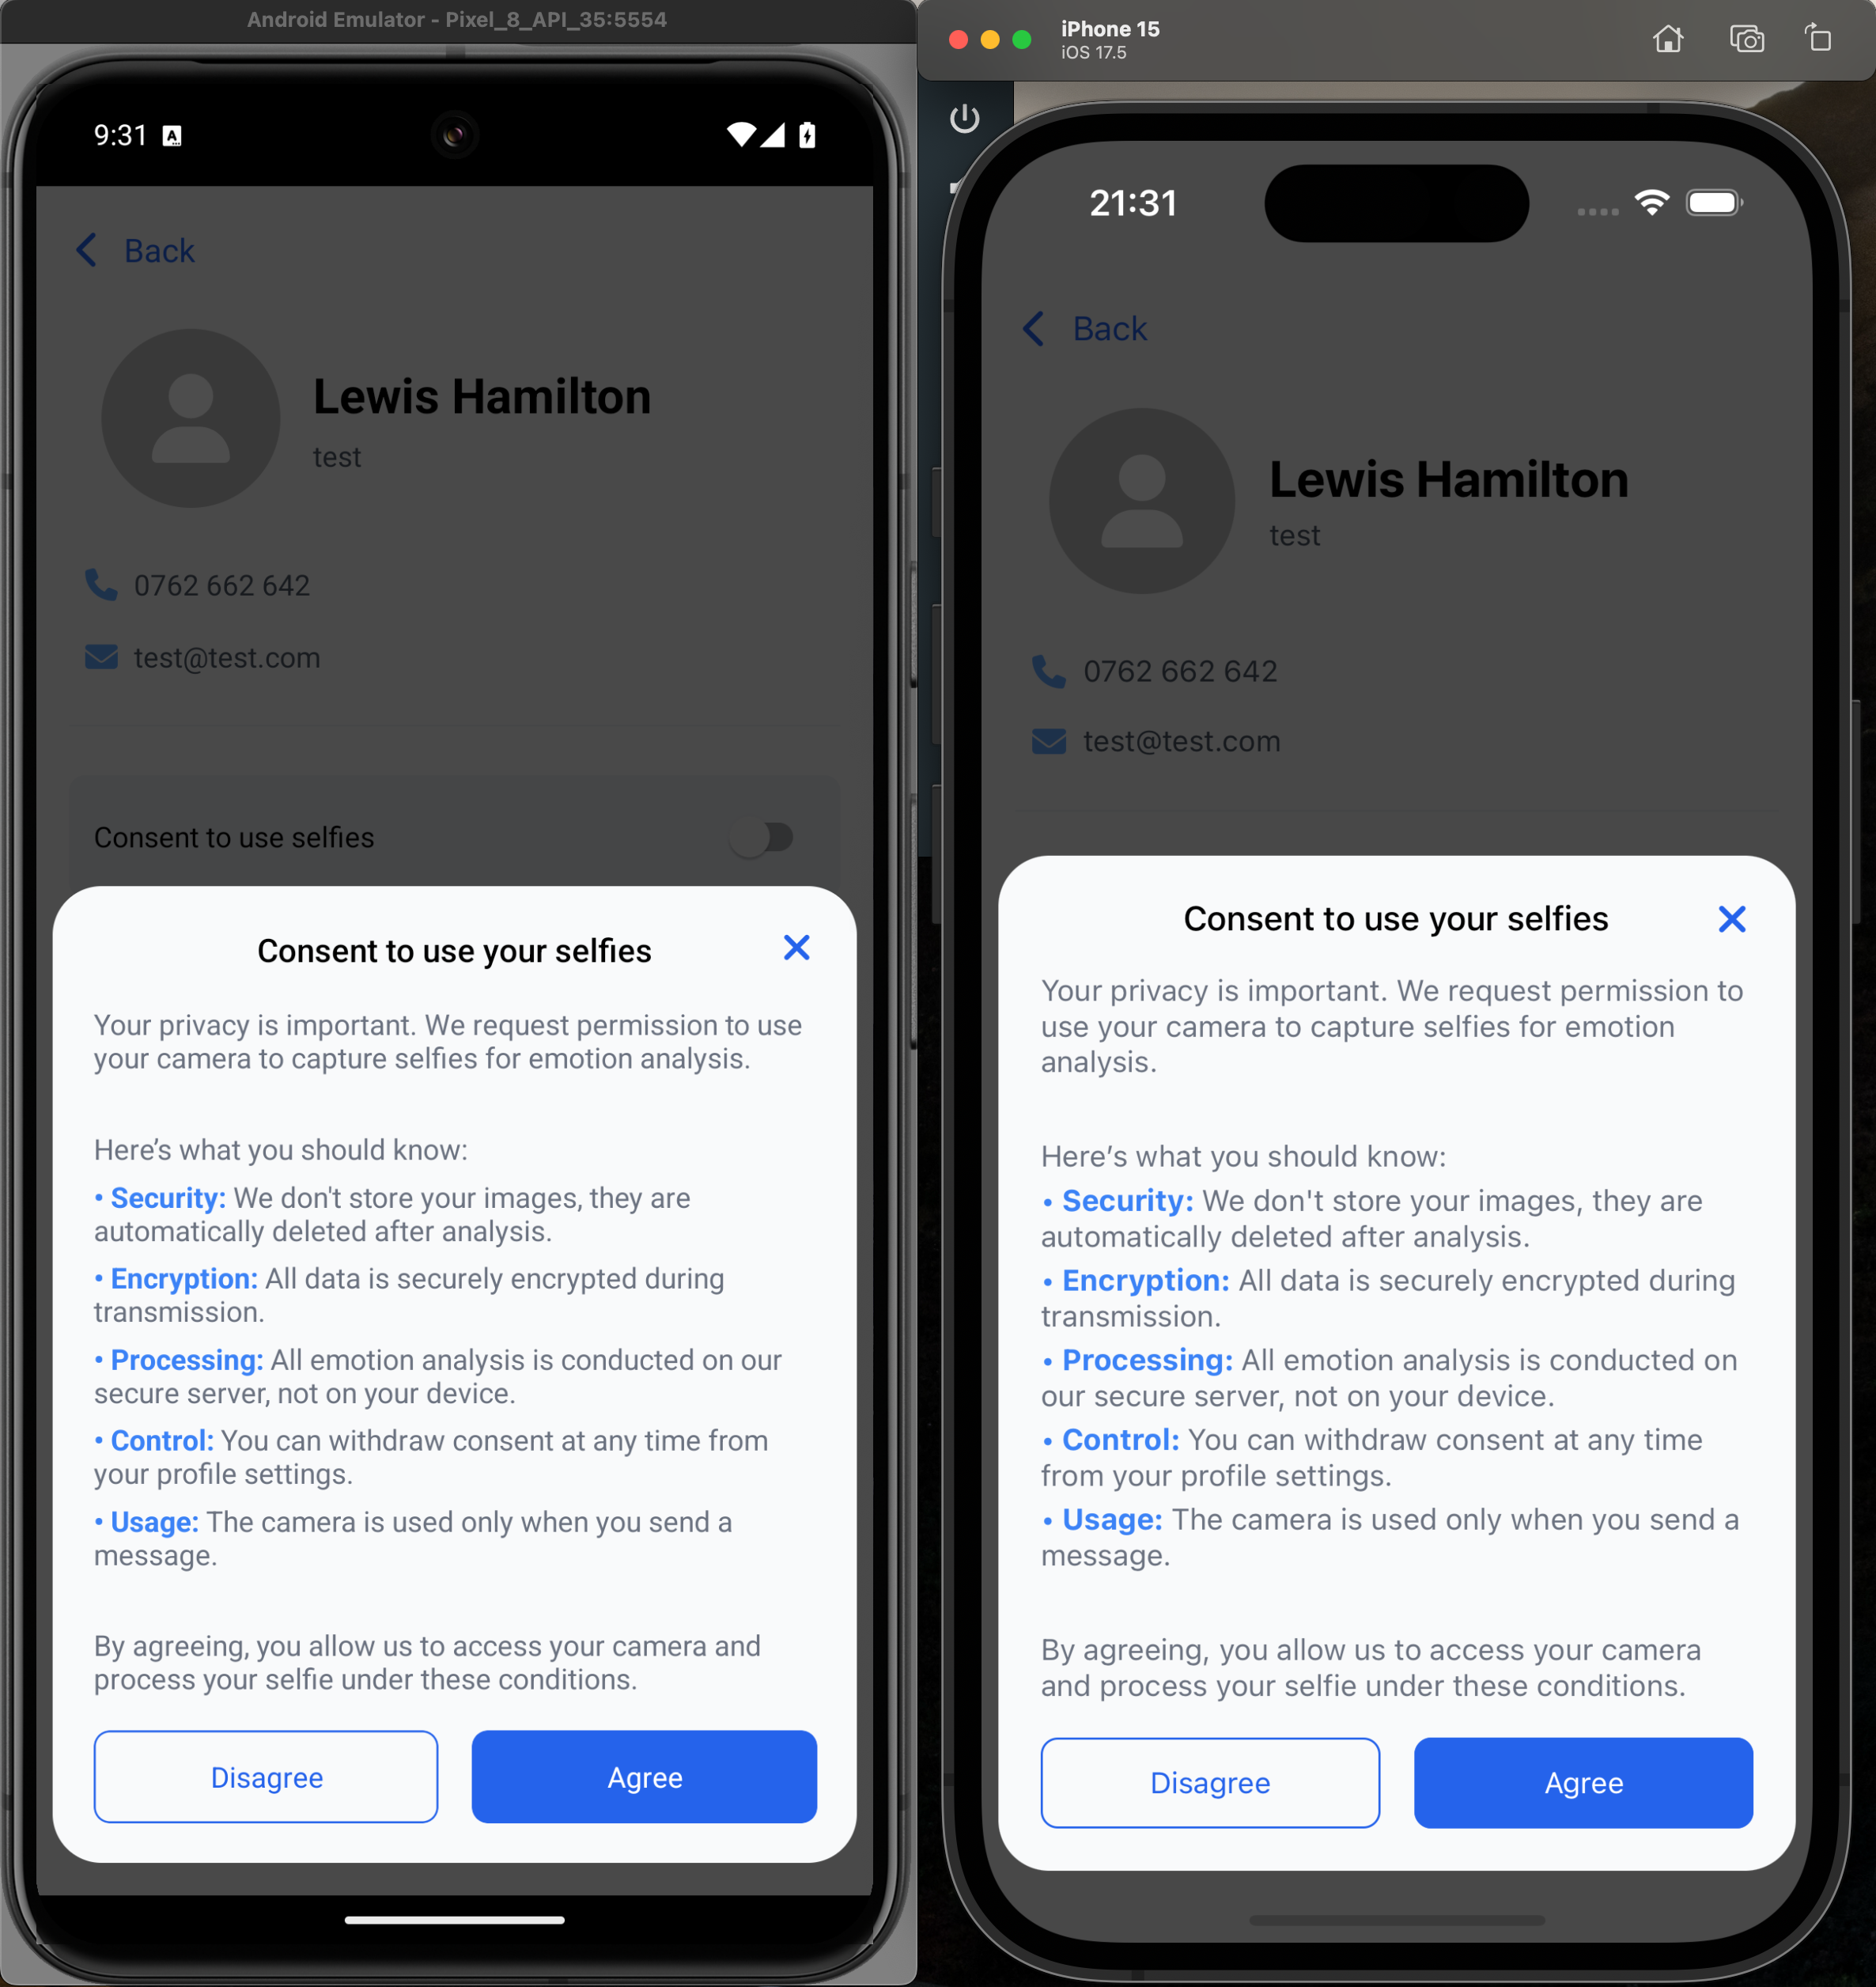 Android Emulator - Pixel_8_API_35:5554
9:31
Back
Lewis Hamilton
test
0762 662 642
test@test.com
Consent to use selfies
Consent to use your selfies
Your privacy is important. We request permission to use
your camera to capture selfies for emotion analysis.
Here’s what you should know:
• Security: We don't store your images, they are
automatically deleted after analysis.
• Encryption: All data is securely encrypted during
transmission.
• Processing: All emotion analysis is conducted on our
secure server, not on your device.
• Control: You can withdraw consent at any time from
your profile settings.
• Usage: The camera is used only when you send a
message.
By agreeing, you allow us to access your camera and
process your selfie under these conditions.
Disagree
Agree
iPhone 15
iOS 17.5
21:31
Back
Lewis Hamilton
test
0762 662 642
test@test.com
Consent to use your selfies
Your privacy is important. We request permission to
use your camera to capture selfies for emotion
analysis.
Here’s what you should know:
• Security: We don't store your images, they are
automatically deleted after analysis.
• Encryption: All data is securely encrypted during
transmission.
• Processing: All emotion analysis is conducted on
our secure server, not on your device.
• Control: You can withdraw consent at any time
from your profile settings.
• Usage: The camera is used only when you send a
message.
By agreeing, you allow us to access your camera
and process your selfie under these conditions.
Disagree
Agree